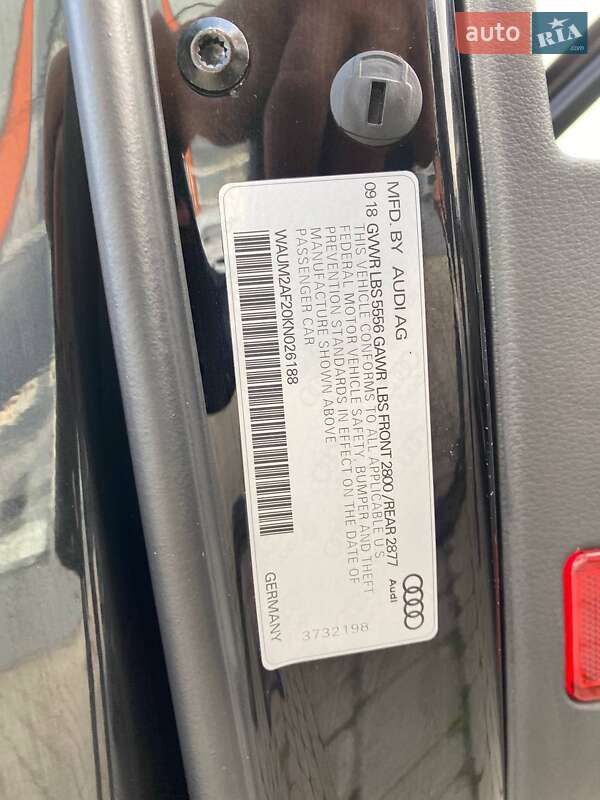 auto RIA .com
MFD. BY AUDI AG
09.18 GVWR LBS 5556 GAWR LBS FRONT 2800 /REAR 2877
THIS VEHICLE CONFORMS TO ALL APPLICABLE U S
FEDERAL MOTOR VEHICLE SAFETY, BUMPER AND THEFT
PREVENTION STANDARDS IN EFFECT ON THE DATE OF
MANUFACTURE SHOWN ABOVE
PASSENGER CAR
WAUM2AF20KN026188
GERMANY
Audi
3732198